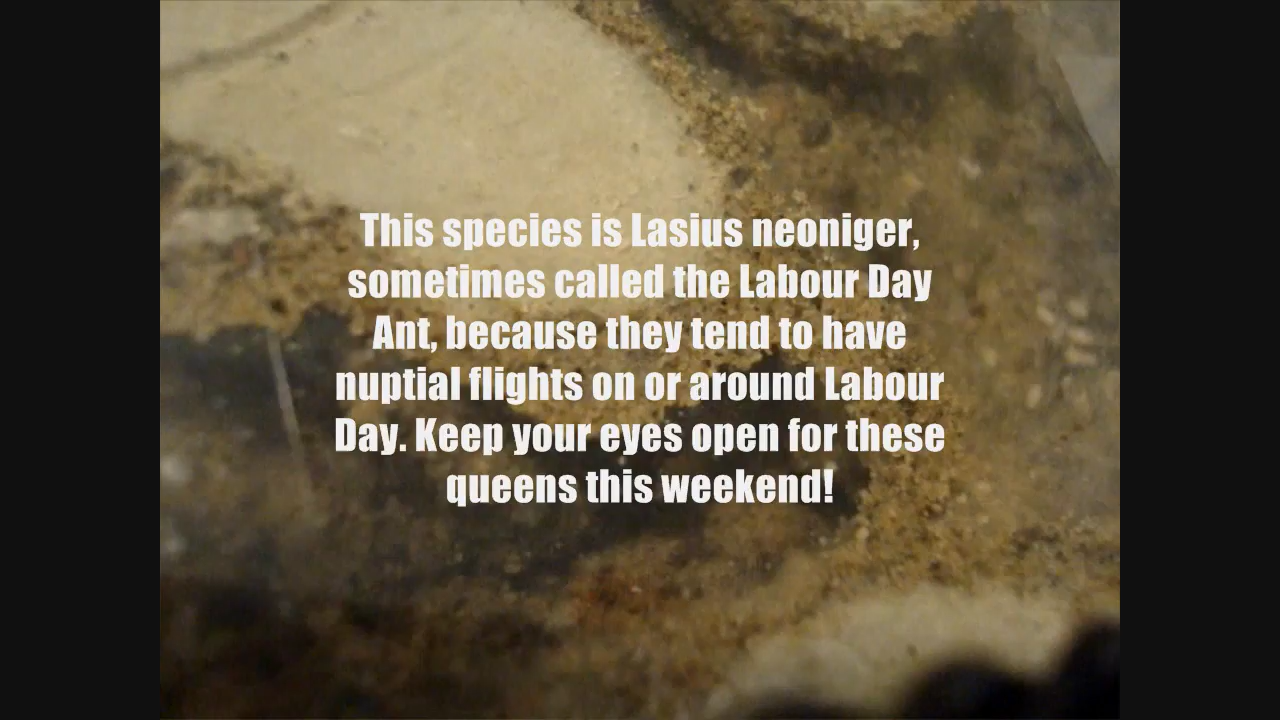 This species is Lasius neoniger,
sometimes called the Labour Day
Ant, because they tend to have
nuptial flights on or around Labour
Day. Keep your eyes open for these
queens this weekend!